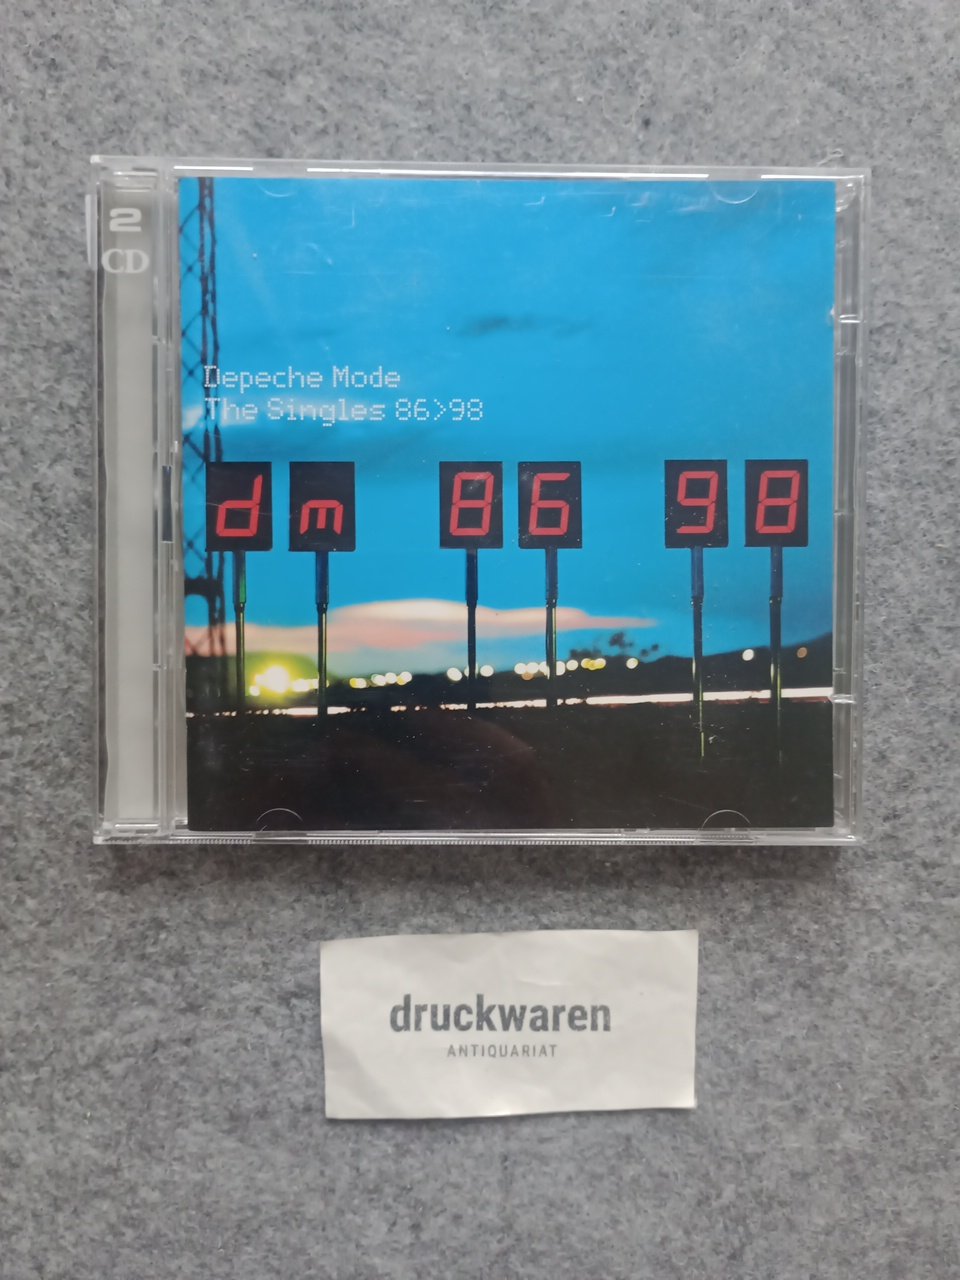 2
CD
Depeche Mode
The Singles 86>98
dm 86 98
druckwaren
ANTIQUARIAT